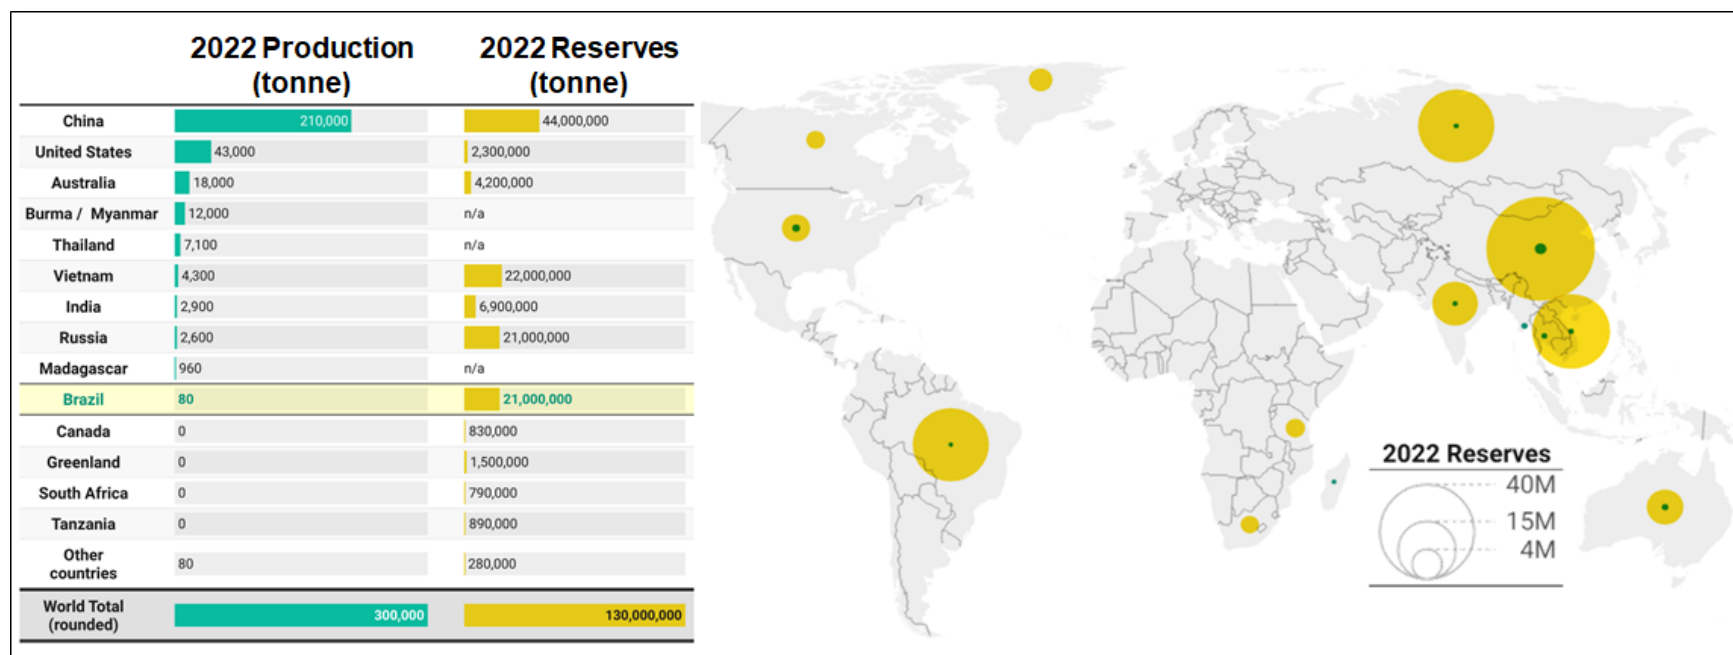 2022 Production
(tonne)
2022 Reserves
(tonne)
China 210,000 44,000,000
United States 43,000 2,300,000
Australia 18,000 4,200,000
Burma / Myanmar 12,000 n/a
Thailand 7,100 n/a
Vietnam 4,300 22,000,000
India 2,900 6,900,000
Russia 2,600 21,000,000
Madagascar 960 n/a
Brazil 80 21,000,000
Canada 0 830,000
Greenland 0 1,500,000
South Africa 0 790,000
Tanzania 0 890,000
Other
countries 80 280,000
World Total
(rounded) 300,000 130,000,000
2022 Reserves
40M
15M
4M